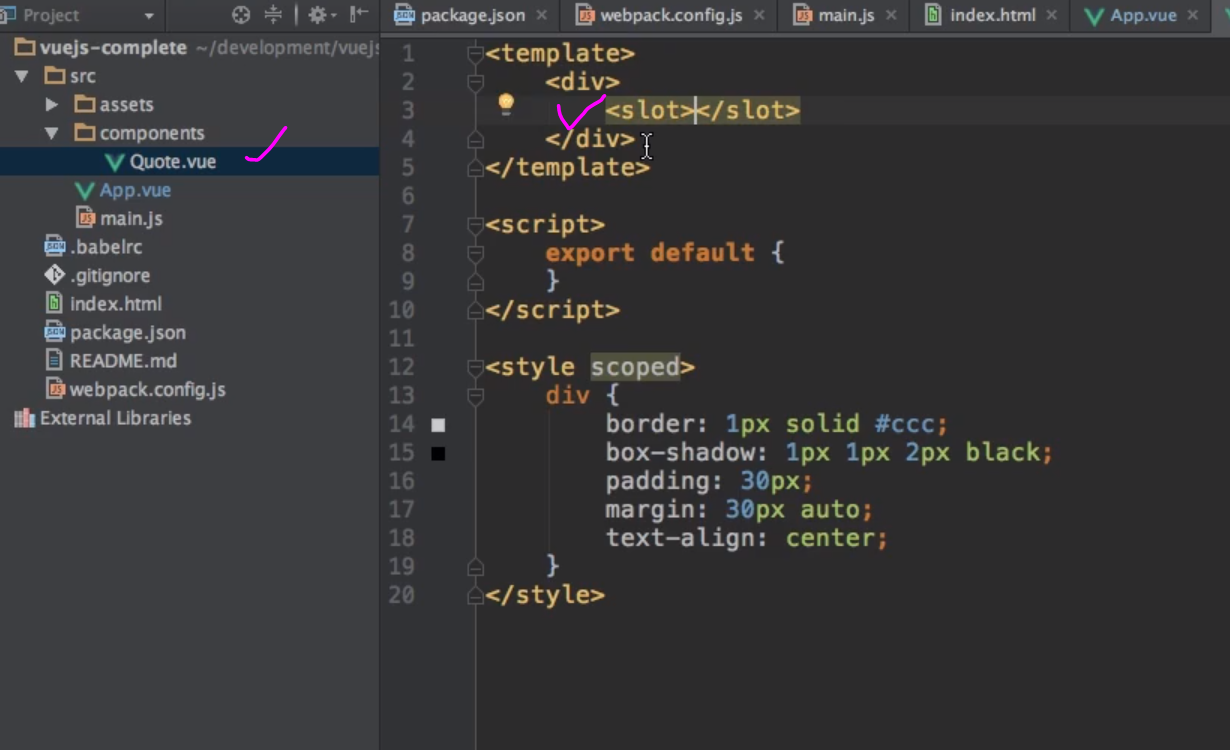 Project
package.json × webpack.config.js × main.js × index.html × App.vue ×
vuejs-complete ~/development/vuejs
src
assets
components
Quote.vue
App.vue
main.js
.babelrc
.gitignore
index.html
package.json
README.md
webpack.config.js
External Libraries
1 <template>
2     <div>
3         <slot></slot>
4     </div>
5 </template>
6
7 <script>
8     export default {
9     }
10 </script>
11
12 <style scoped>
13     div {
14         border: 1px solid #ccc;
15         box-shadow: 1px 1px 2px black;
16         padding: 30px;
17         margin: 30px auto;
18         text-align: center;
19     }
20 </style>